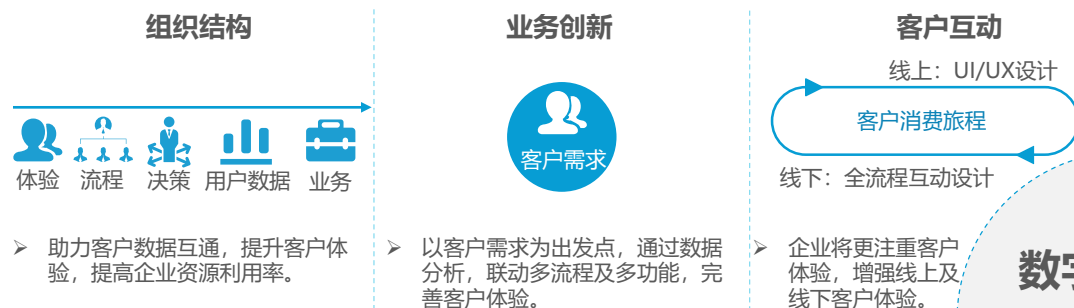 组织结构
体验 流程 决策 用户数据 业务
助力客户数据互通，提升客户体
验，提高企业资源利用率。
业务创新
客户需求
以客户需求为出发点，通过数据
分析，联动多流程及多功能，完
善客户体验。
客户互动
线上：UI/UX设计
客户消费旅程
线下：全流程互动设计
企业将更注重客户
体验，增强线上及
线下客户体验。
数字